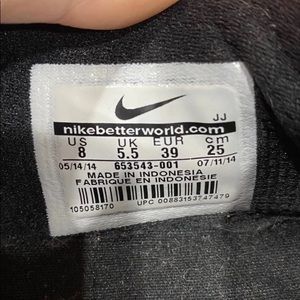 JJ
nikebetterworld.com
US UK EUR cm
8 5.5 39 25
05/14/14 653543-001 07/11/14
MADE IN INDONESIA
FABRIQUE EN INDONESIE
105058170 UPC 00883153747479